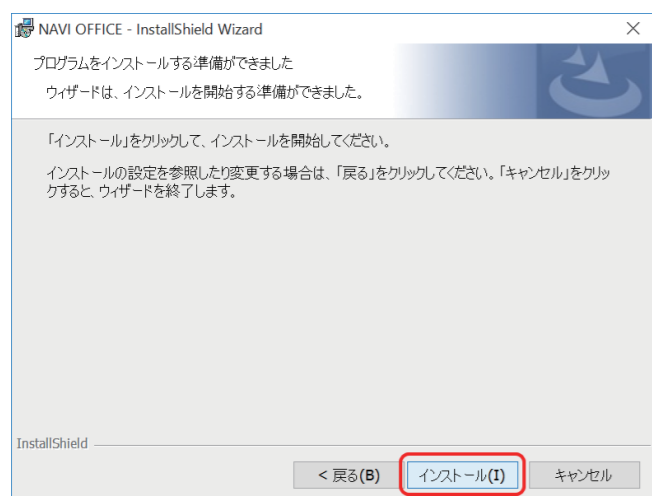 NAVI OFFICE - InstallShield Wizard
プログラムをインストールする準備ができました
ウィザードは、インストールを開始する準備ができました。
「インストール」をクリックして、インストールを開始してください。
インストールの設定を参照したり変更する場合は、「戻る」をクリックしてください。「キャンセル」をクリッ
クすると、ウィザードを終了します。
InstallShield
< 戻る(B) インストール(I) キャンセル